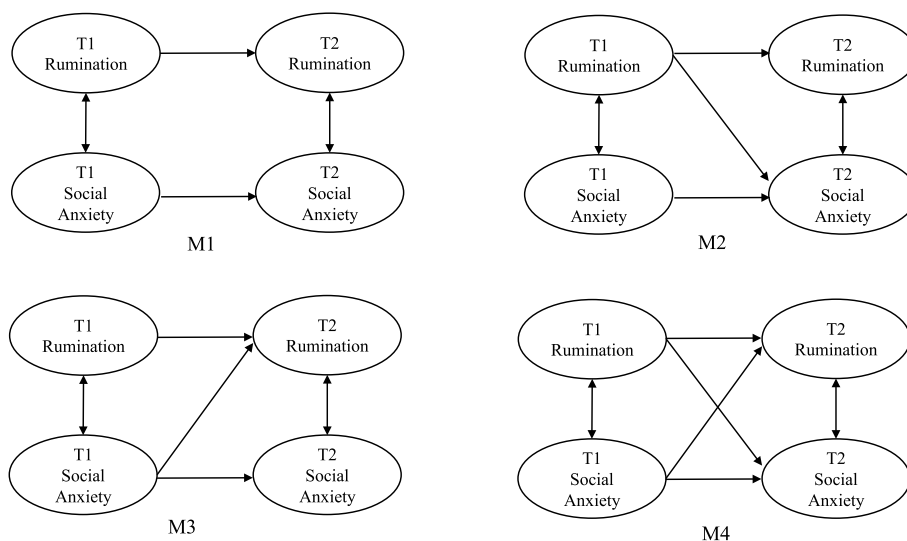 T1
Rumination
T2
Rumination
T1
Social
Anxiety
T2
Social
Anxiety
M1
T1
Rumination
T2
Rumination
T1
Social
Anxiety
T2
Social
Anxiety
M2
T1
Rumination
T2
Rumination
T1
Social
Anxiety
T2
Social
Anxiety
M3
T1
Rumination
T2
Rumination
T1
Social
Anxiety
T2
Social
Anxiety
M4